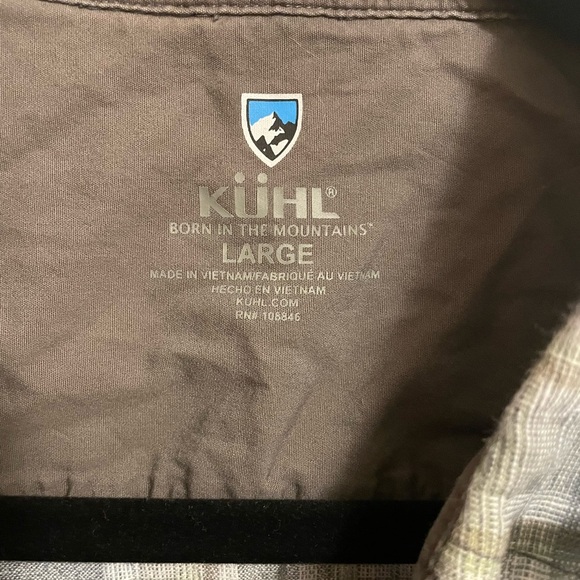 KÜHL®
BORN IN THE MOUNTAINS™
LARGE
MADE IN VIETNAM/FABRIQUÉ AU VIETNAM
HECHO EN VIETNAM
KUHL.COM
RN# 108846